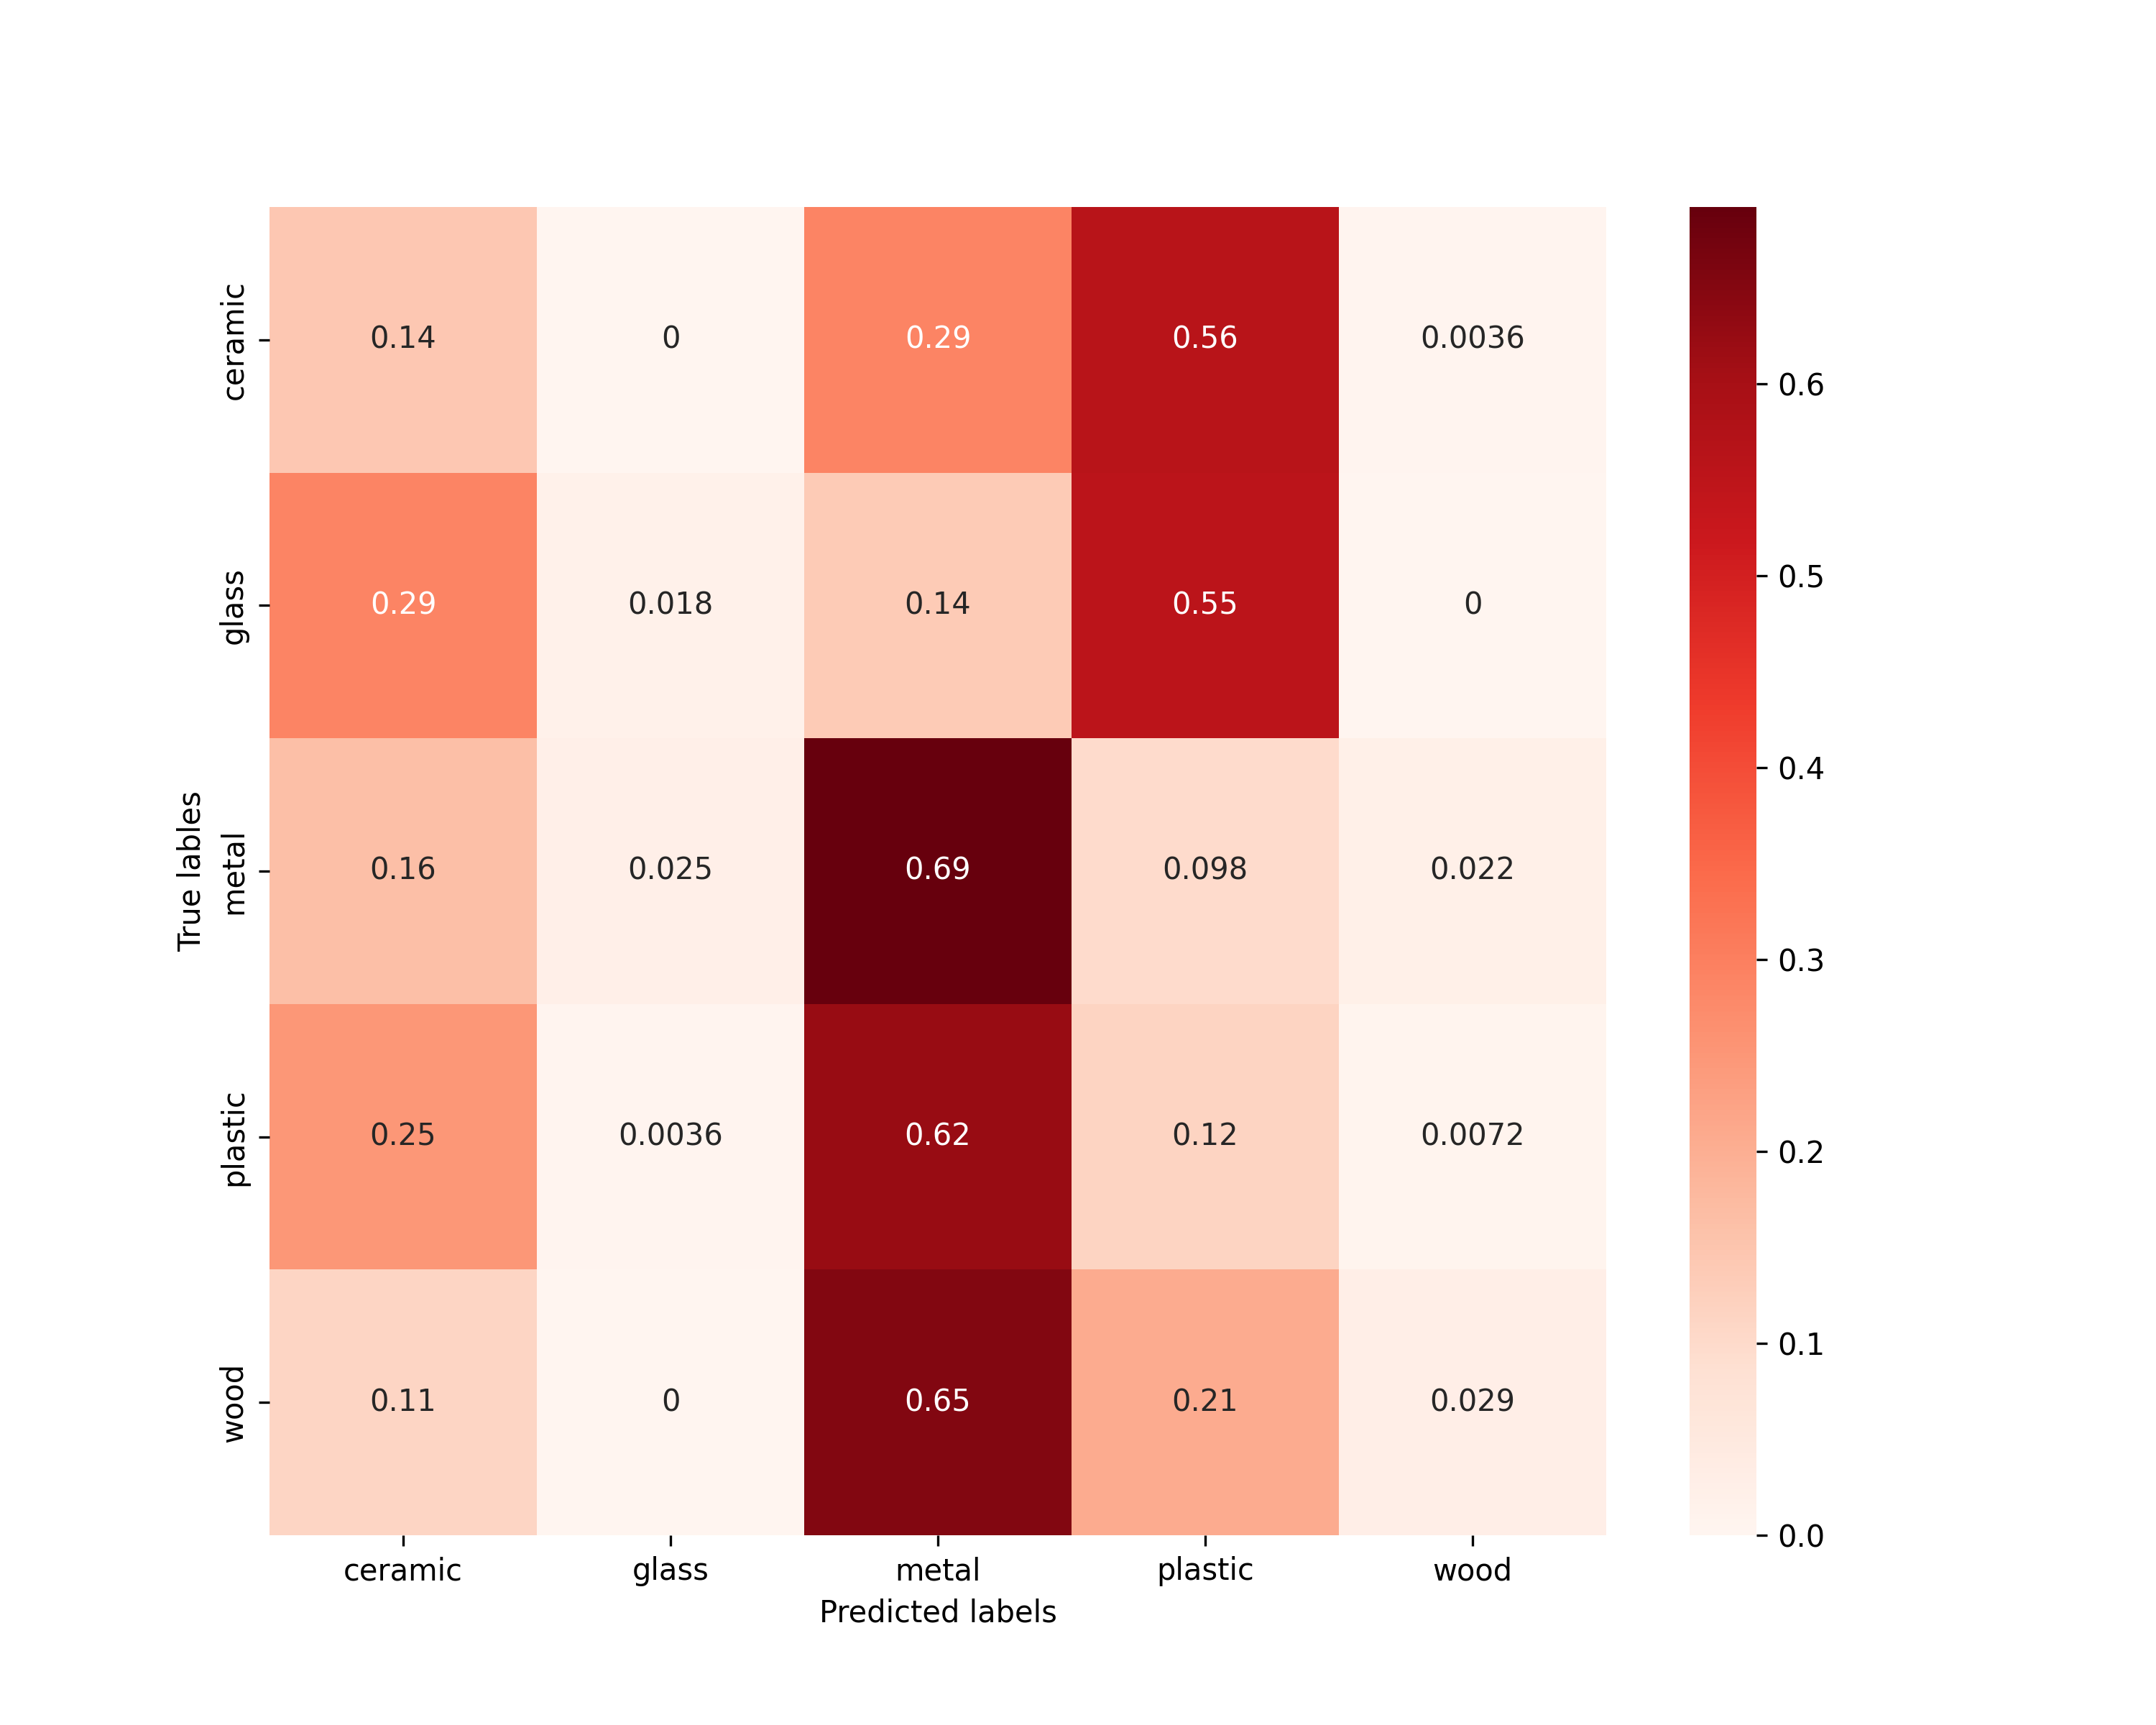 ceramic 0.14 0 0.29 0.56 0.0036
glass 0.29 0.018 0.14 0.55 0
metal 0.16 0.025 0.69 0.098 0.022
plastic 0.25 0.0036 0.62 0.12 0.0072
wood 0.11 0 0.65 0.21 0.029
True lables
ceramic glass metal plastic wood
Predicted labels
0.6
0.5
0.4
0.3
0.2
0.1
0.0